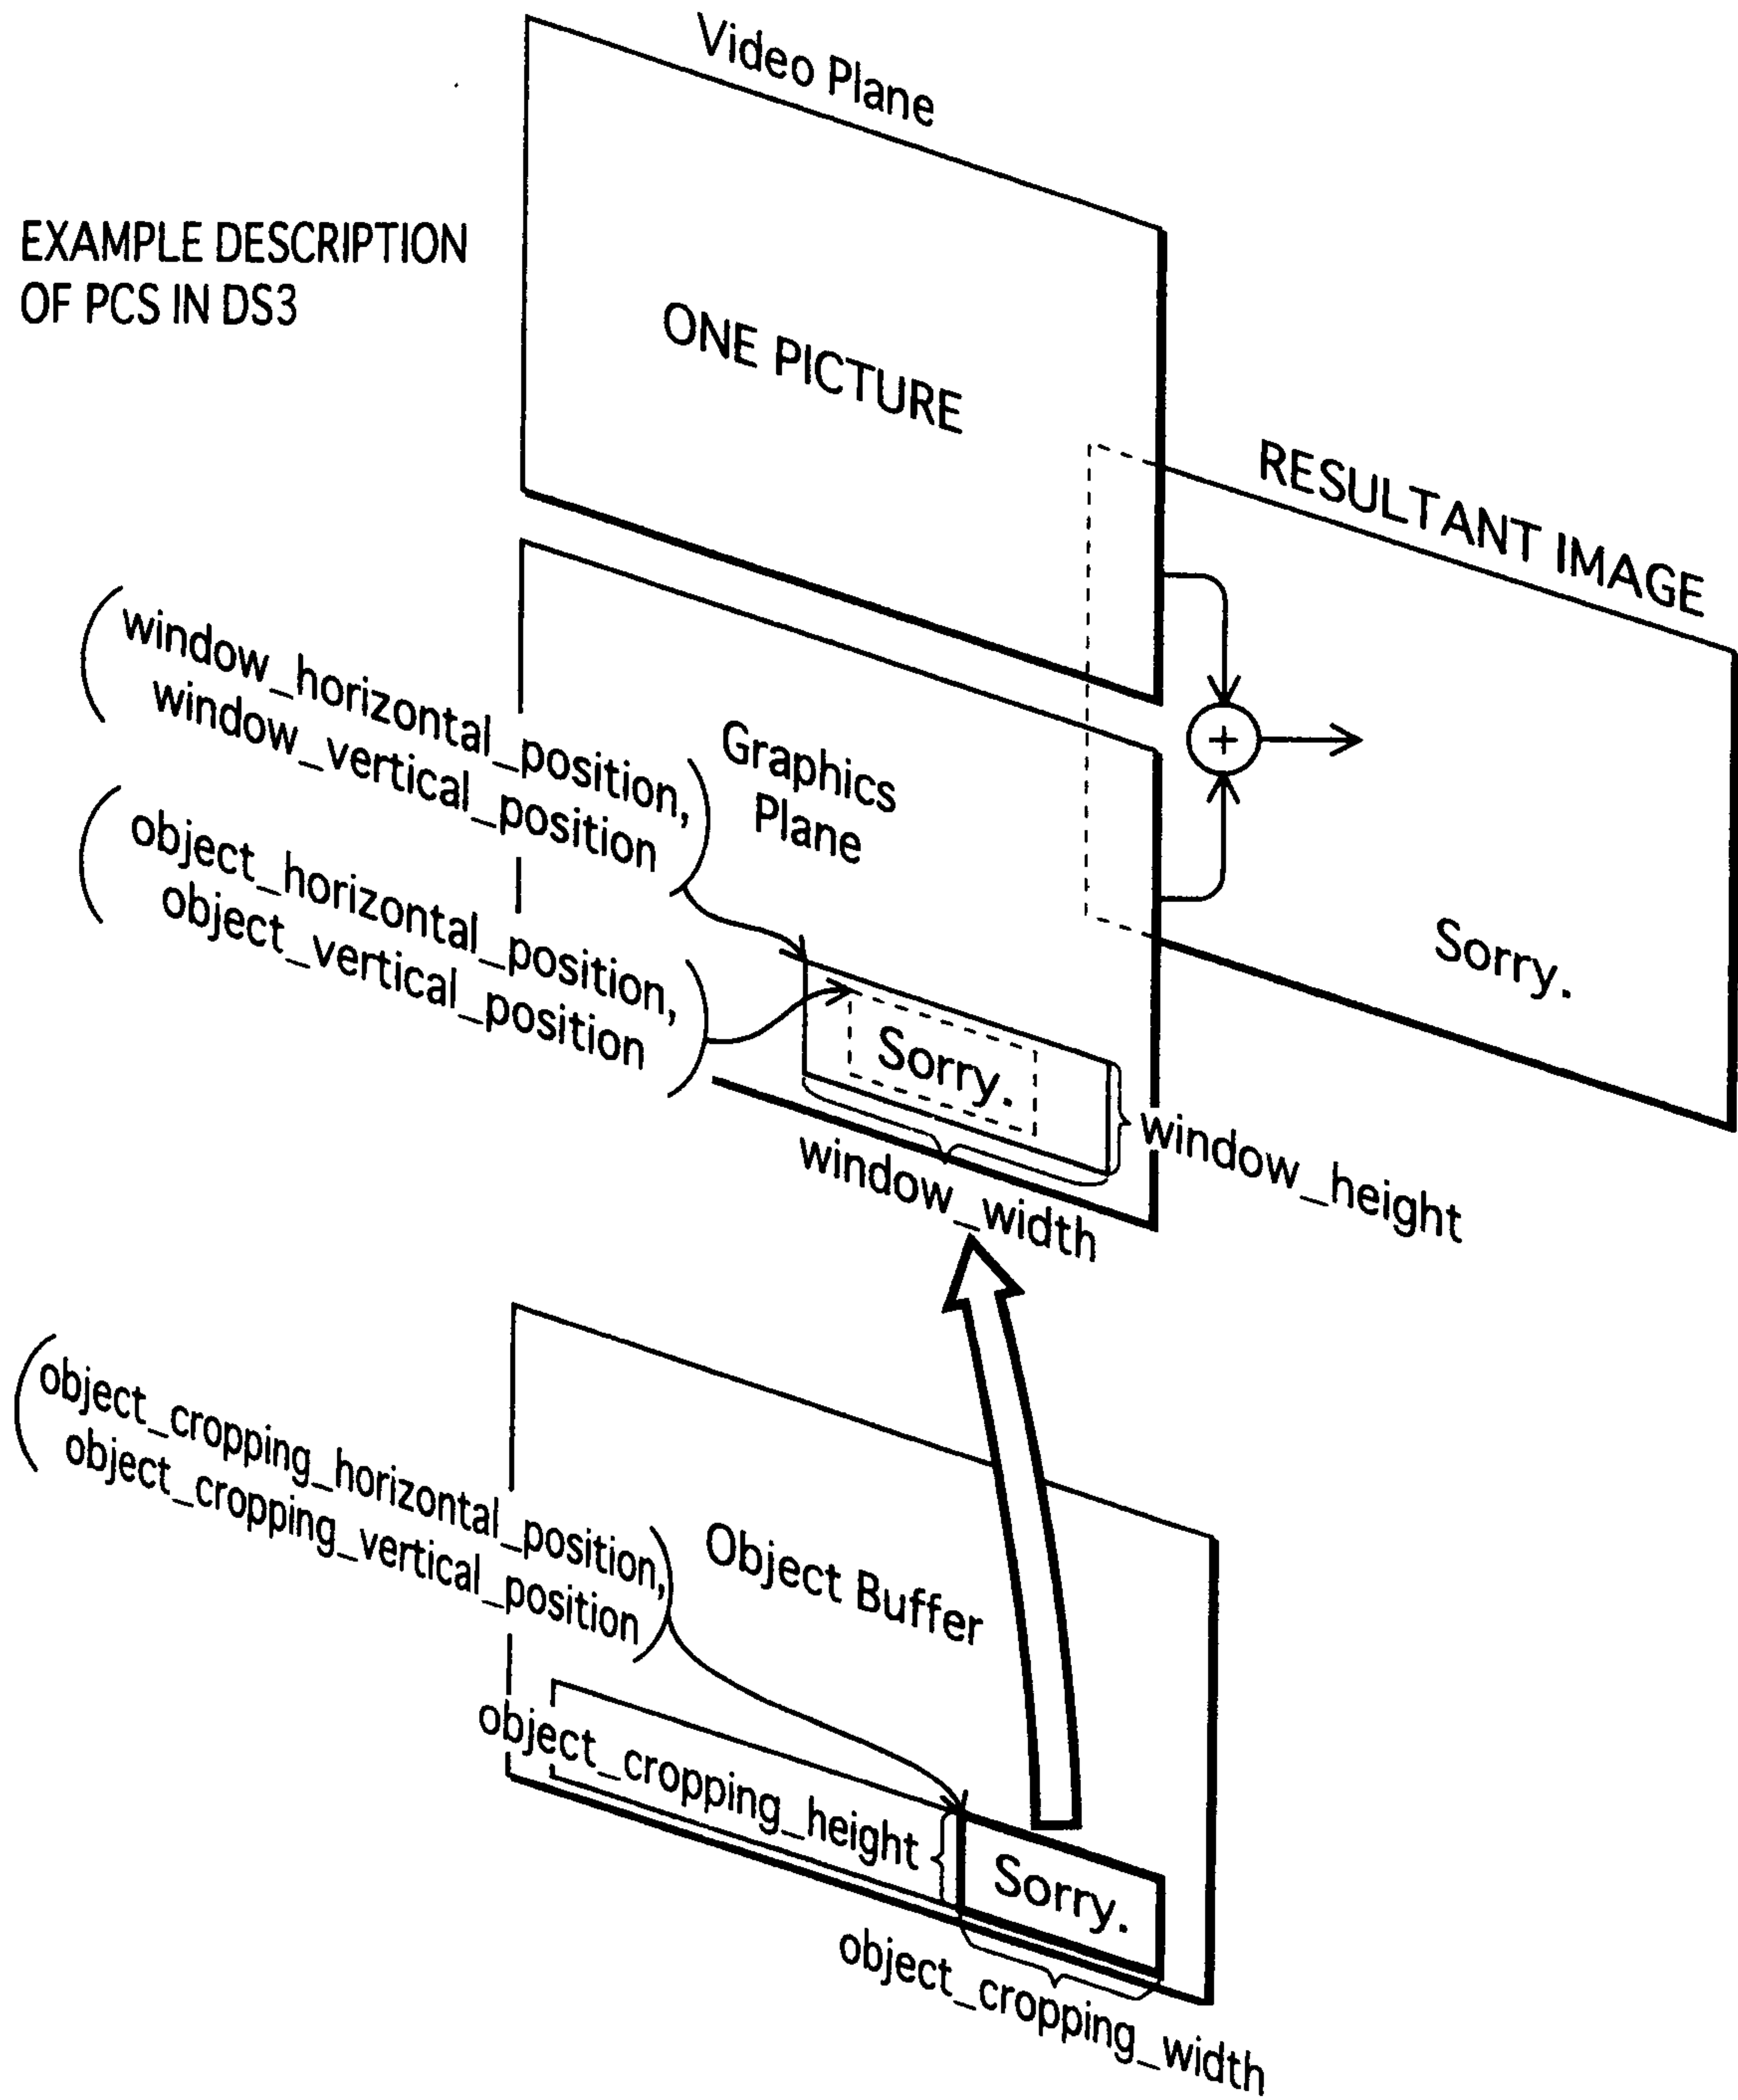 Video Plane
EXAMPLE DESCRIPTION
OF PCS IN DS3
ONE PICTURE
RESULTANT IMAGE
(window_horizontal_position,
window_vertical_position)
Graphics
Plane
(object_horizontal_position,
object_vertical_position)
+
Sorry.
Sorry.
window_height
window_width
(object_cropping_horizontal_position,
object_cropping_vertical_position)
Object Buffer
object_cropping_height
Sorry.
object_cropping_width